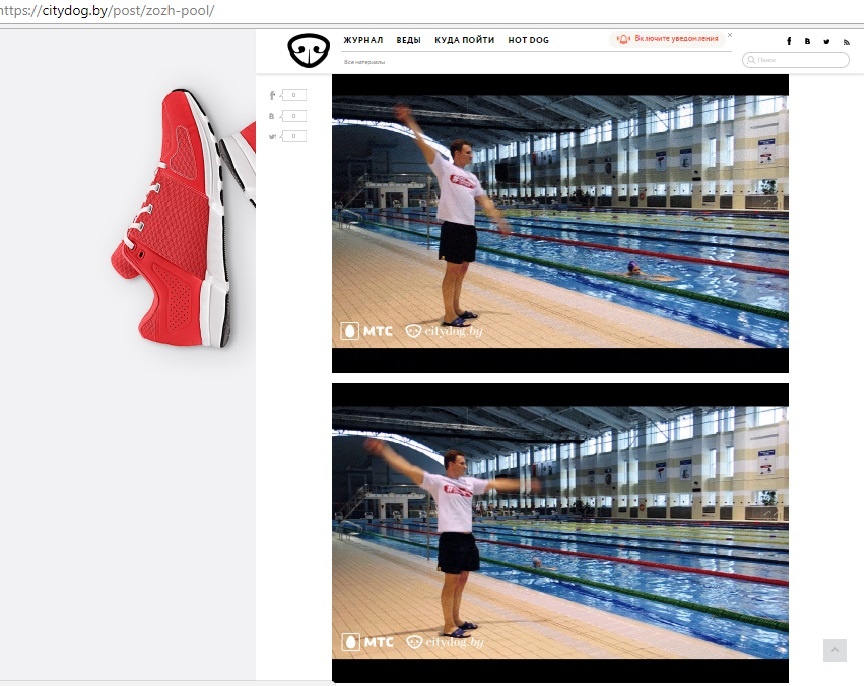 https://citydog.by/post/zozh-pool/
ЖУРНАЛ ВЕДЫ КУДА ПОЙТИ HOT DOG
Включите уведомления
Все материалы
Поиск
0
0
0
МТС citydog.by
МТС citydog.by